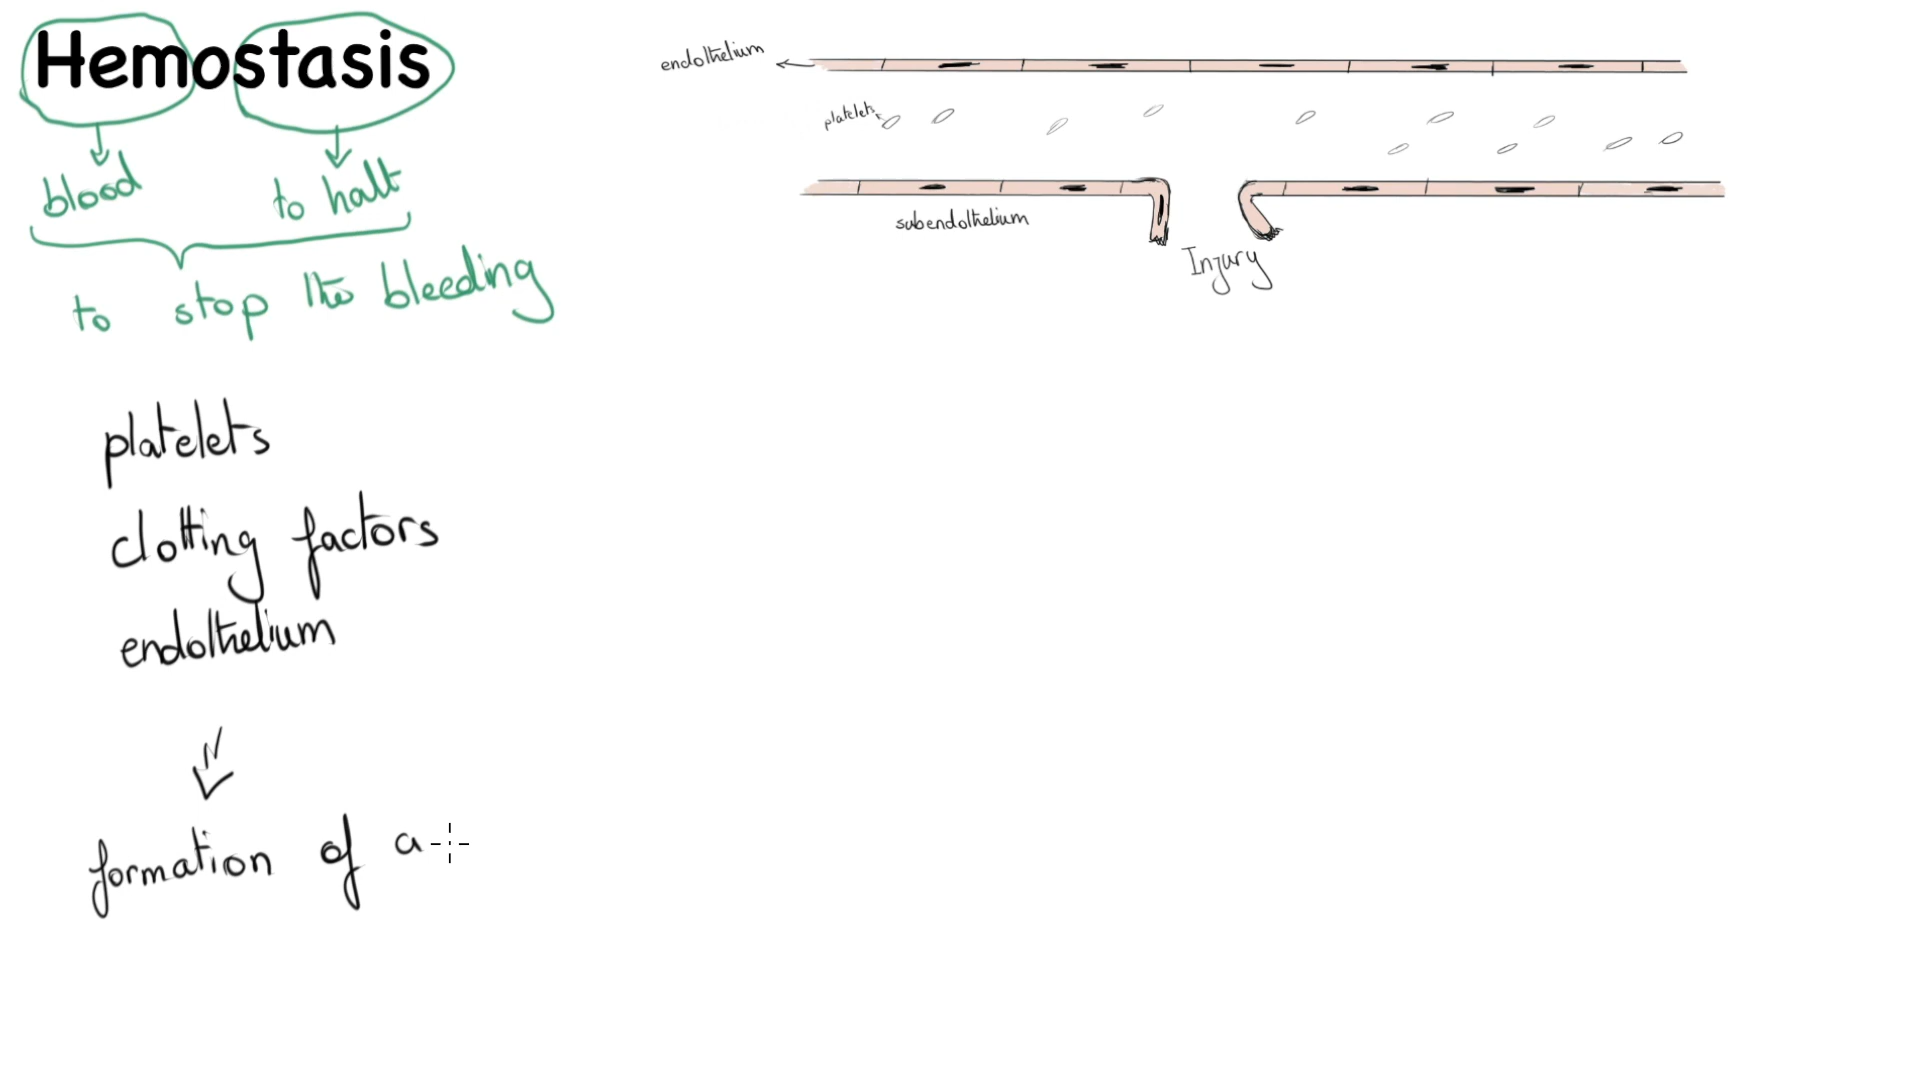 Hemostasis
blood to halt
to stop the bleeding
platelets
clotting factors
endothelium
formation of a
endothelium
platelets
subendothelium
Injury